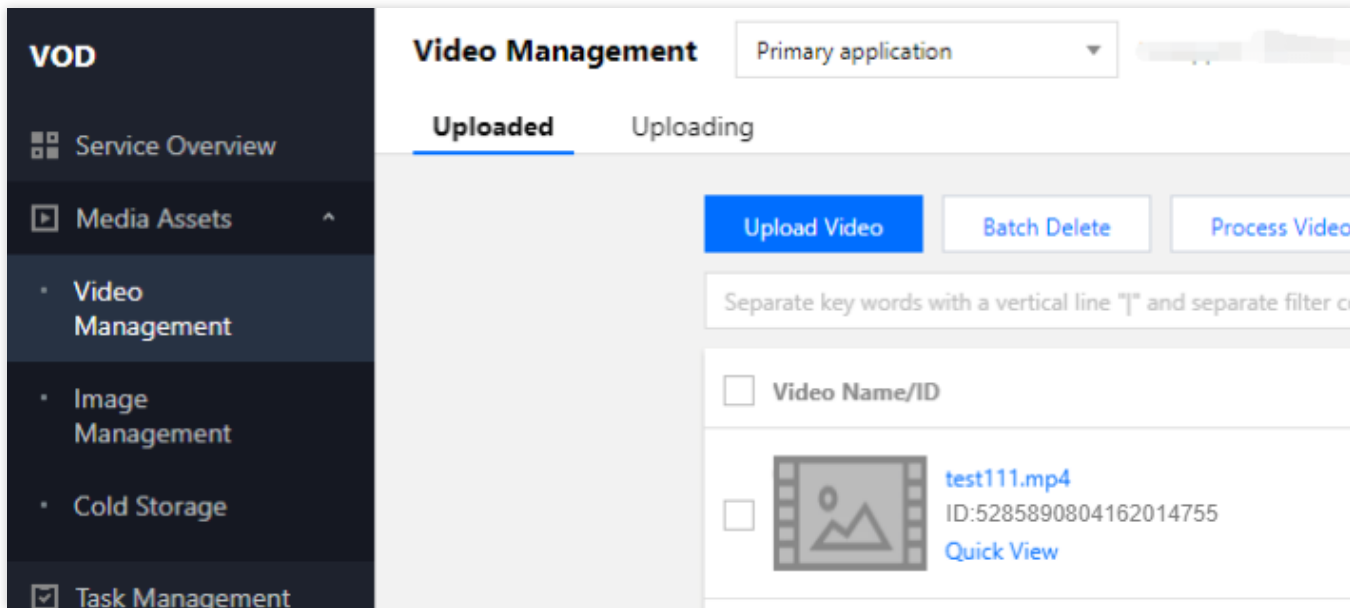 VOD
Service Overview
Media Assets
Video
Management
Image
Management
Cold Storage
Task Management
Video Management
Primary application
Uploaded
Uploading
Upload Video
Batch Delete
Process Video
Separate key words with a vertical line "|" and separate filter
Video Name/ID
test111.mp4
ID:5285890804162014755
Quick View